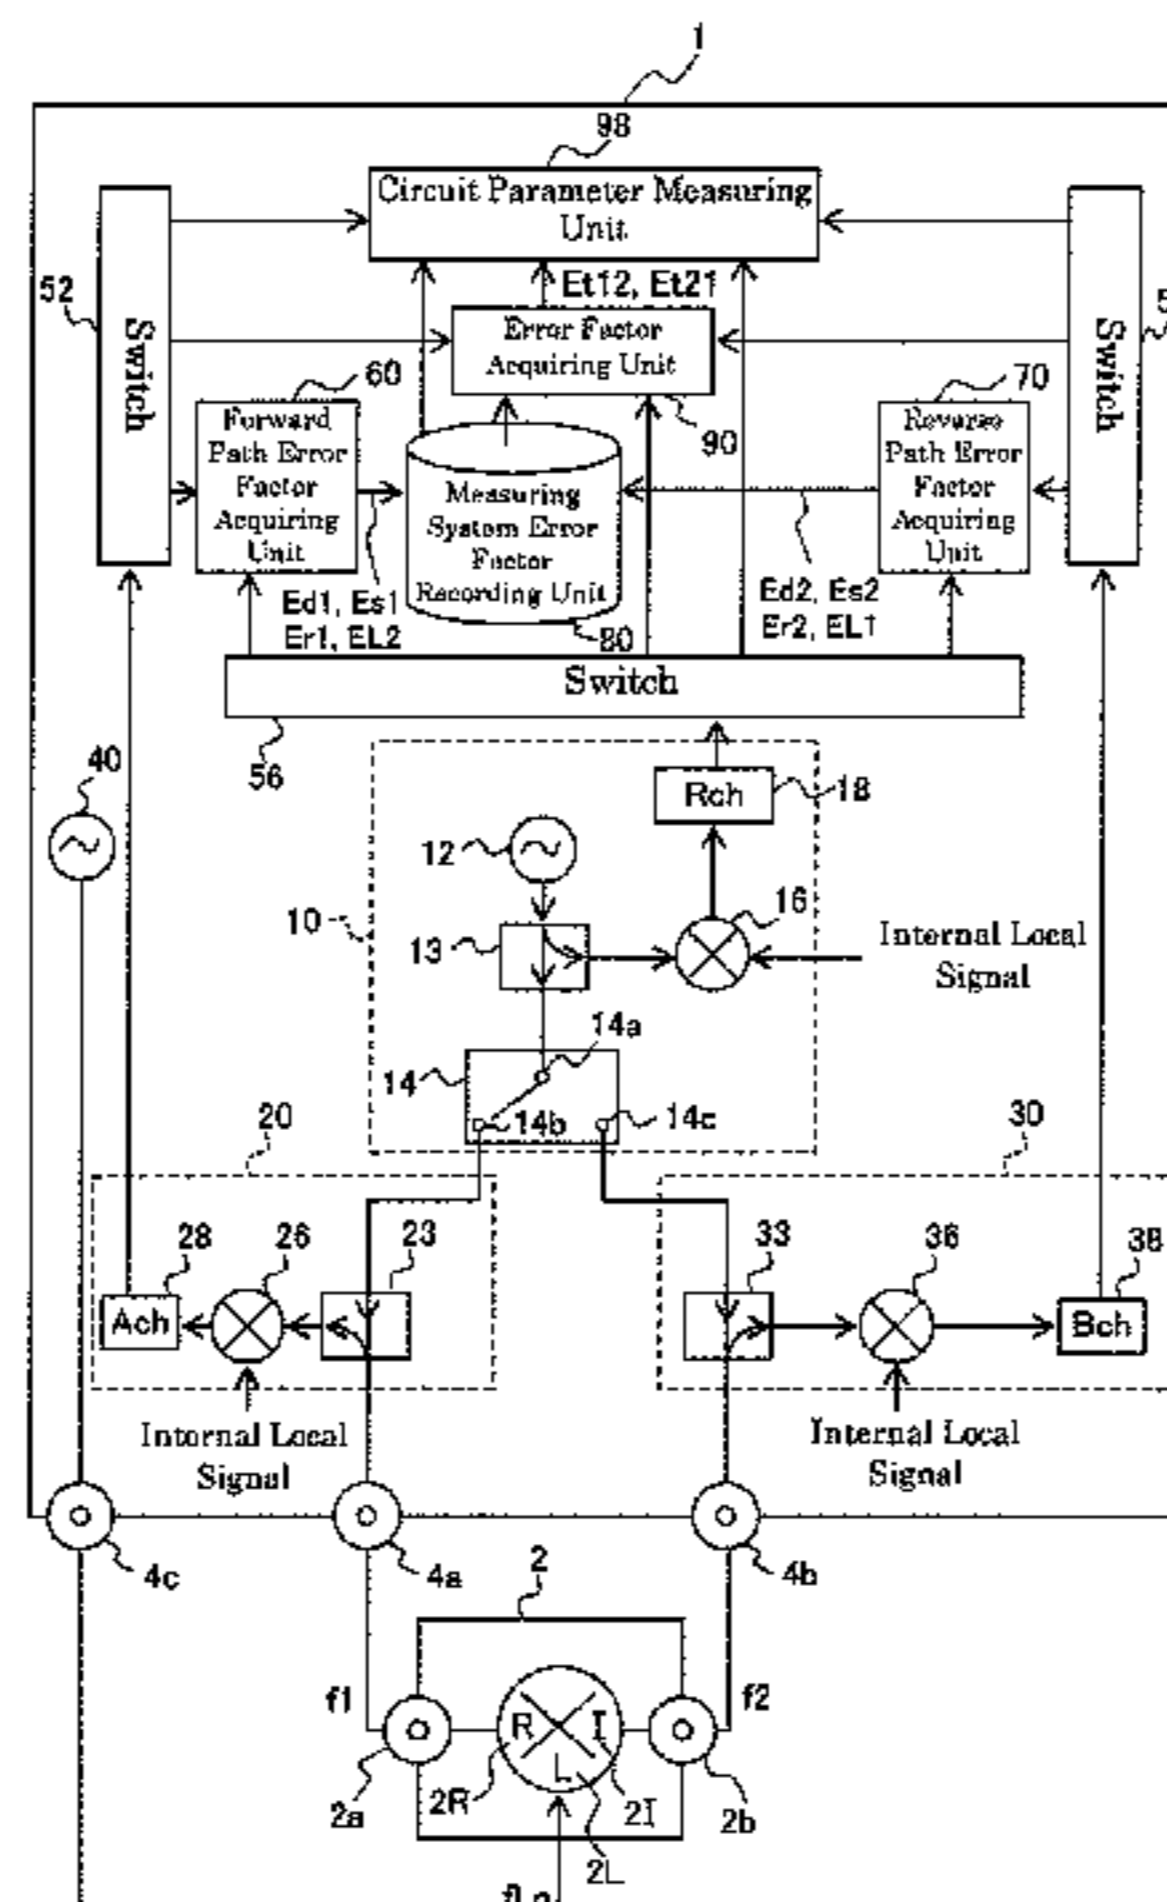 1
98
Circuit Parameter Measuring
Unit
52
Switch
Et12, Et21
Error Factor
Acquiring Unit
Switch
60
70
90
Forward
Path Error
Factor
Acquiring
Unit
Measuring
System Error
Factor
Recording Unit
Reverse
Path Error
Factor
Acquiring
Unit
Ed1, Es1
Er1, EL2
80
Ed2, Es2
Er2, EL1
Switch
56
40
Rch
18
12
10
13
16
Internal Local
Signal
14a
14
14b
14c
20
30
28
26
23
33
36
38
Ach
Bch
Internal Local
Signal
Internal Local
Signal
4c
4a
4b
2
f1
f2
R
I
L
2a
2R
2I
2b
2L